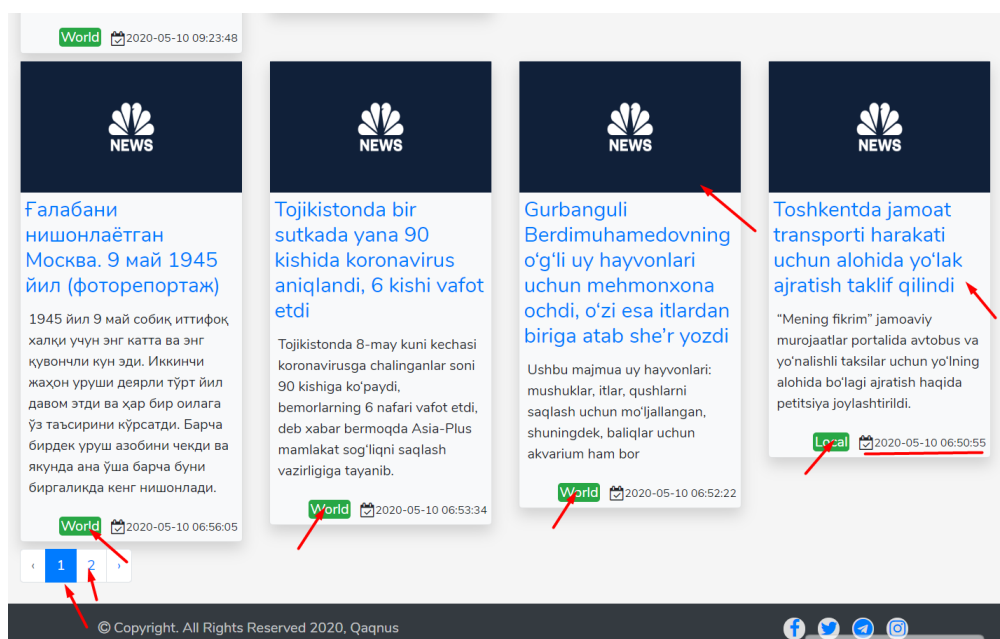 World 2020-05-10 09:23:48
NEWS
Ғалабани
нишонлаётган
Москва. 9 май 1945
йил (фоторепортаж)
1945 йил 9 май собиқ иттифоқ
халқи учун энг катта ва энг
қувончли кун эди. Иккинчи
жаҳон уруши деярли тўрт йил
давом этди ва ҳар бир оилага
ўз таъсирини кўрсатди. Барча
бирдек уруш азобини чекди ва
якунда ана ўша барча буни
биргаликда кенг нишонлади.
World 2020-05-10 06:56:05
NEWS
Tojikistonda bir
sutkada yana 90
kishida koronavirus
aniqlandi, 6 kishi vafot
etdi
Tojikistonda 8-may kuni kechasi
koronavirusga chalinganlar soni
90 kishiga ko‘paydi,
bemorlarning 6 nafari vafot etdi,
deb xabar bermoqda Asia-Plus
mamlakat sog‘liqni saqlash
vazirligiga tayanib.
World 2020-05-10 06:53:34
NEWS
Gurbanguli
Berdimuhamedovning
o‘g‘li uy hayvonlari
uchun mehmonxona
ochdi, o‘zi esa itlardan
biriga atab she’r yozdi
Ushbu majmua uy hayvonlari:
mushuklar, itlar, qushlarni
saqlash uchun mo‘ljallangan,
shuningdek, baliqlar uchun
akvarium ham bor
World 2020-05-10 06:52:22
NEWS
Toshkentda jamoat
transporti harakati
uchun alohida yo‘lak
ajratish taklif qilindi
“Mening fikrim” jamoaviy
murojaatlar portalida avtobus va
yo‘nalishli taksilar uchun yo‘lning
alohida bo‘lagi ajratish haqida
petitsiya joylashtirildi.
Local 2020-05-10 06:50:55
‹ 1 2 ›
© Copyright. All Rights Reserved 2020, Qaqnus